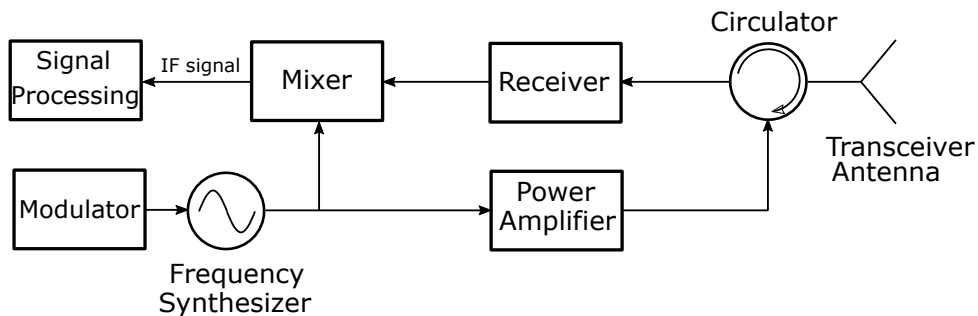 Circulator
Signal
Processing
IF signal
Mixer
Receiver
Transceiver
Antenna
Modulator
Power
Amplifier
Frequency
Synthesizer